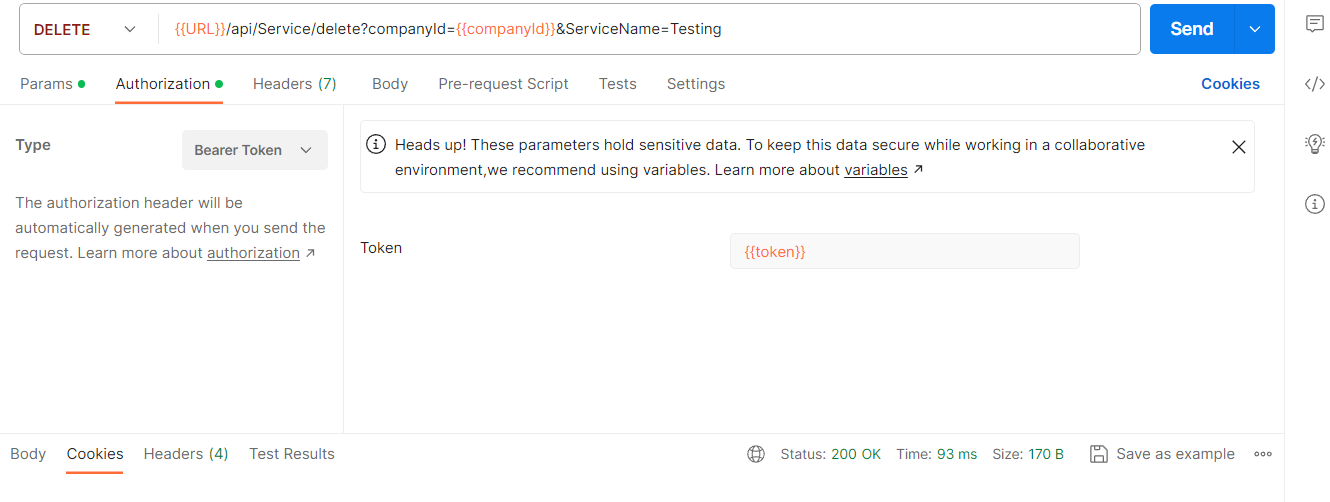 DELETE {{URL}}/api/Service/delete?companyId={{companyId}}&ServiceName=Testing Send
Params Authorization Headers (7) Body Pre-request Script Tests Settings Cookies
Type Bearer Token
The authorization header will be
automatically generated when you send the
request. Learn more about authorization ↗
Heads up! These parameters hold sensitive data. To keep this data secure while working in a collaborative
environment,we recommend using variables. Learn more about variables ↗
Token {{token}}
Body Cookies Headers (4) Test Results Status: 200 OK Time: 93 ms Size: 170 B Save as example